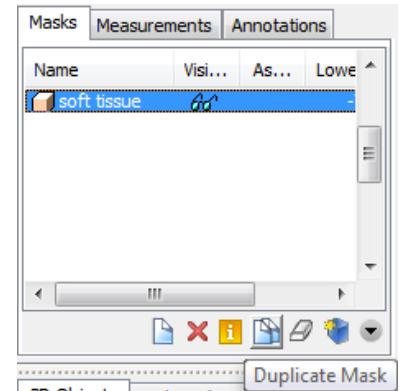 Masks Measurements Annotations
Name Visi... As... Lowe
soft tissue -
Duplicate Mask